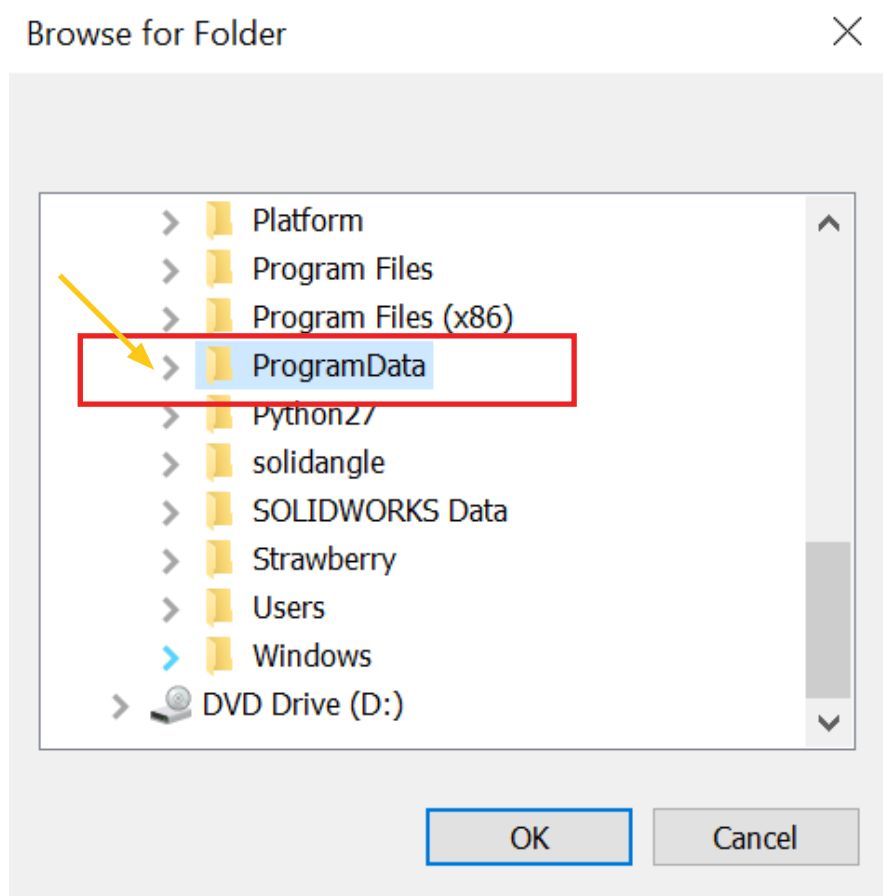 Browse for Folder
Platform
Program Files
Program Files (x86)
ProgramData
Python27
solidangle
SOLIDWORKS Data
Strawberry
Users
Windows
DVD Drive (D:)
OK Cancel